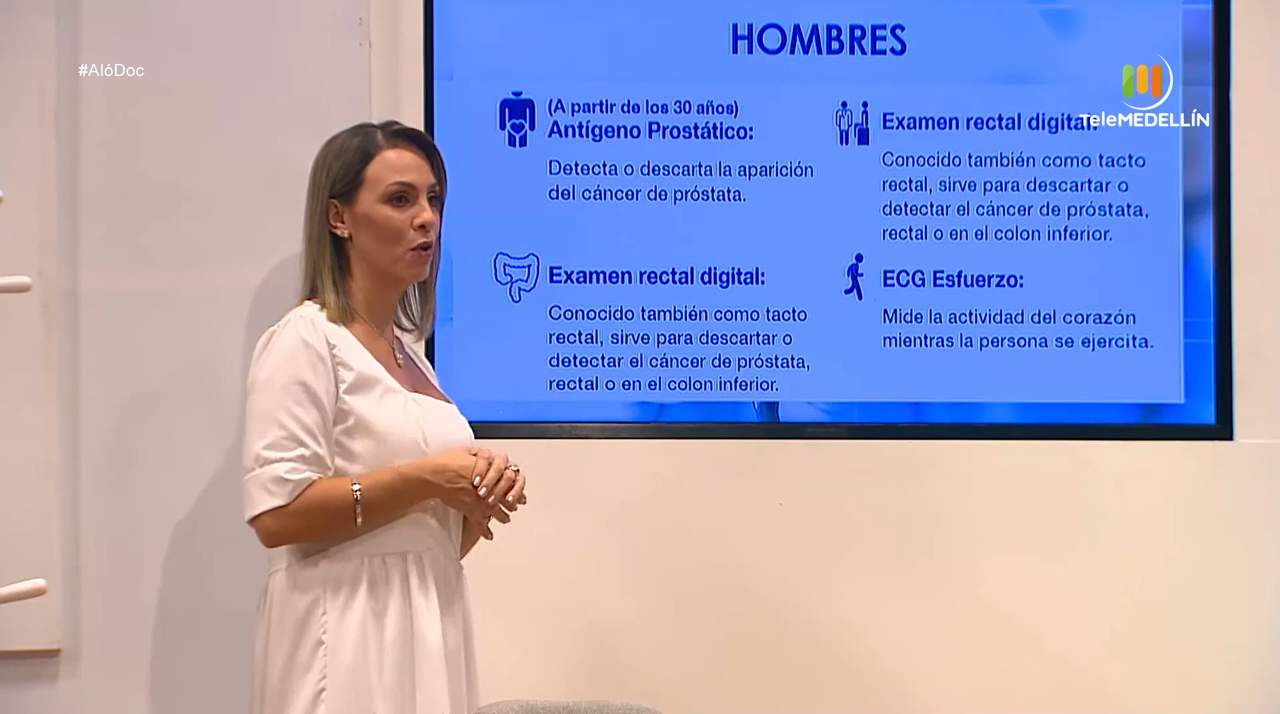 #AlóDoc
HOMBRES
TeleMEDELLÍN
(A partir de los 30 años)
Antígeno Prostático:
Detecta o descarta la aparición
del cáncer de próstata.
Examen rectal digital:
Conocido también como tacto
rectal, sirve para descartar o
detectar el cáncer de próstata,
rectal o en el colon inferior.
Examen rectal digital:
Conocido también como tacto
rectal, sirve para descartar o
detectar el cáncer de próstata,
rectal o en el colon inferior.
ECG Esfuerzo:
Mide la actividad del corazón
mientras la persona se ejercita.